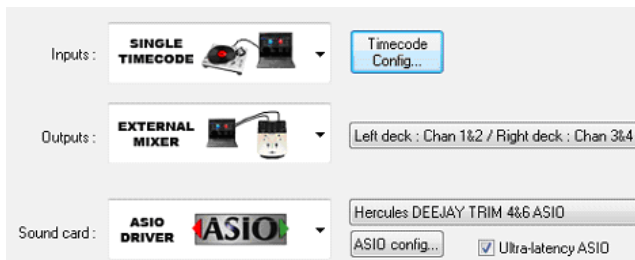 Inputs : SINGLE TIMECODE Timecode Config...
Outputs : EXTERNAL MIXER Left deck : Chan 1&2 / Right deck : Chan 3&4
Sound card : ASIO DRIVER ASIO Hercules DEEJAY TRIM 4&6 ASIO
ASIO config... Ultra-latency ASIO